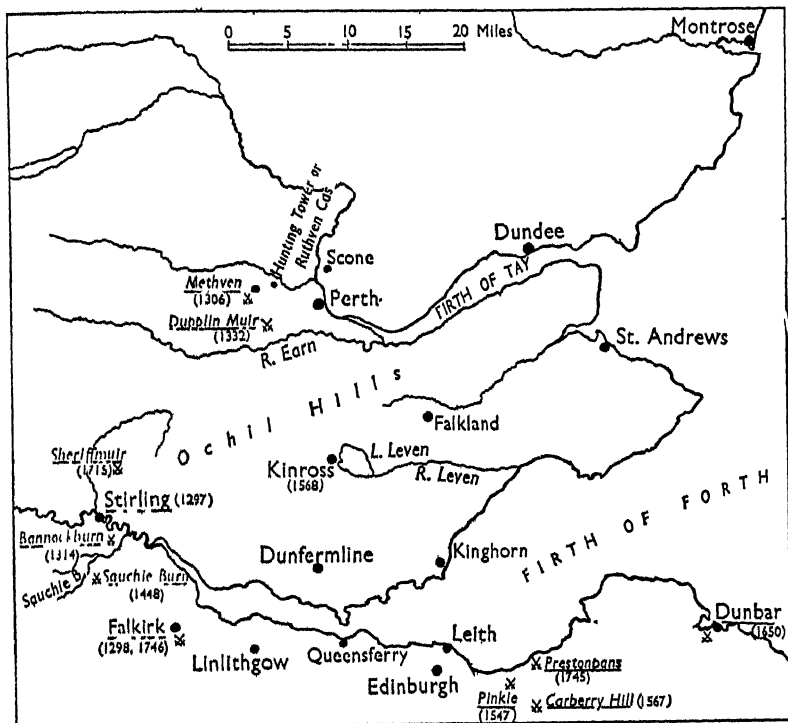 0 5 10 15 20 Miles
Montrose
Hunting Tower or
Ruthven Cas
Dundee
Scone
FIRTH OF TAY
Methven
(1306)
Perth
Dupplin Muir
(1332)
R. Earn
St. Andrews
Ochil Hills
Falkland
Sheriffmuir
(1715)
L. Leven
Kinross
(1568)
R. Leven
Stirling (1297)
FIRTH OF FORTH
Bannockburn
(1314)
Dunfermline
Kinghorn
Sauchie B.
Sauchie Burn
(1448)
Dunbar
(1650)
Falkirk
(1298, 1746)
Leith
Linlithgow
Queensferry
Prestonpans
(1745)
Edinburgh
Pinkie
(1547)
Carberry Hill (1567)